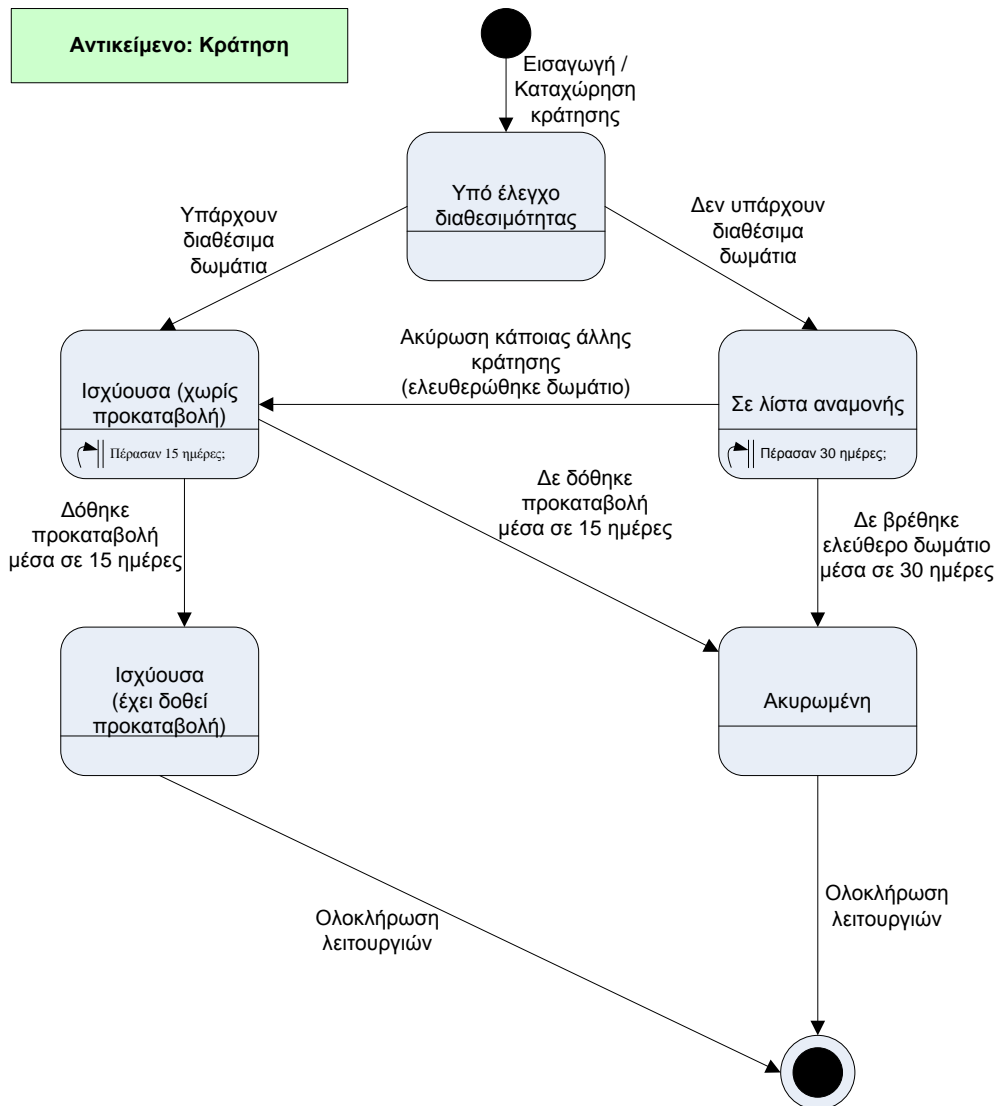 Αντικείμενο: Κράτηση
Εισαγωγή /
Καταχώρηση
κράτησης
Υπό έλεγχο
διαθεσιμότητας
Υπάρχουν
διαθέσιμα
δωμάτια
Δεν υπάρχουν
διαθέσιμα
δωμάτια
Ακύρωση κάποιας άλλης
κράτησης
(ελευθερώθηκε δωμάτιο)
Ισχύουσα (χωρίς
προκαταβολή)
Πέρασαν 15 ημέρες;
Σε λίστα αναμονής
Πέρασαν 30 ημέρες;
Δόθηκε
προκαταβολή
μέσα σε 15 ημέρες
Δε δόθηκε
προκαταβολή
μέσα σε 15 ημέρες
Δε βρέθηκε
ελεύθερο δωμάτιο
μέσα σε 30 ημέρες
Ισχύουσα
(έχει δοθεί
προκαταβολή)
Ακυρωμένη
Ολοκλήρωση
λειτουργιών
Ολοκλήρωση
λειτουργιών